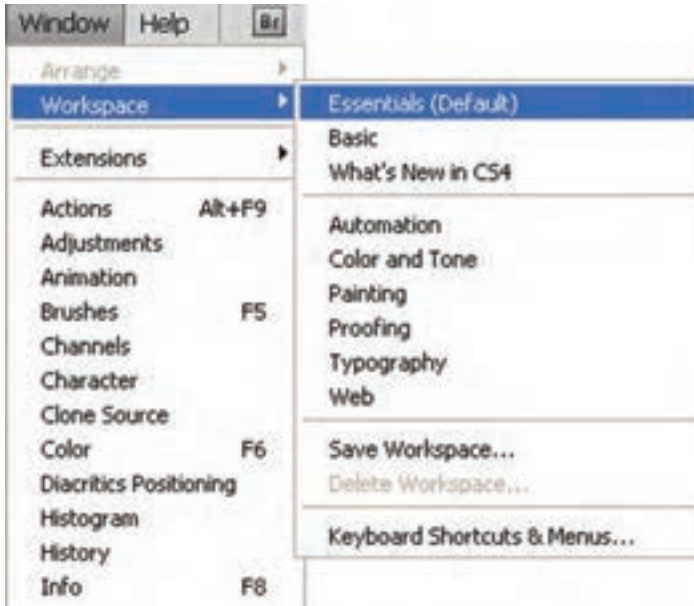 Window Help Br
Arrange
Workspace
Extensions
Actions Alt+F9
Adjustments
Animation
Brushes F5
Channels
Character
Clone Source
Color F6
Diacritics Positioning
Histogram
History
Info F8
Essentials (Default)
Basic
What's New in CS4
Automation
Color and Tone
Painting
Proofing
Typography
Web
Save Workspace...
Delete Workspace...
Keyboard Shortcuts & Menus...